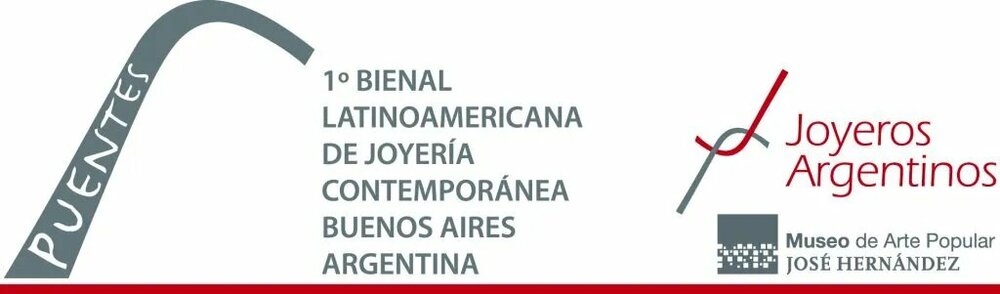 PUENTES
1º BIENAL
LATINOAMERICANA
DE JOYERÍA
CONTEMPORÁNEA
BUENOS AIRES
ARGENTINA
Joyeros
Argentinos
Museo de Arte Popular
JOSÉ HERNÁNDEZ